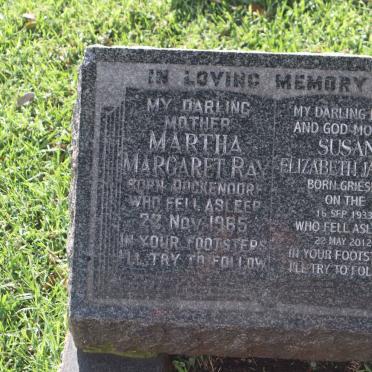 IN LOVING MEMORY
MY DARLING
MOTHER
MARTHA
MARGARET RAY
BORN DOCKENDORF
WHO FELL ASLEEP
22 NOV 1965
IN YOUR FOOTSTEPS
I'LL TRY TO FOLLOW
MY DARLING
AND GOD MO
SUSAN
ELIZABETH JA
BORN GRIES
ON THE
16 SEP 1933
WHO FELL ASL
22 MAY 2012
IN YOUR FOOTS
I'LL TRY TO FOL